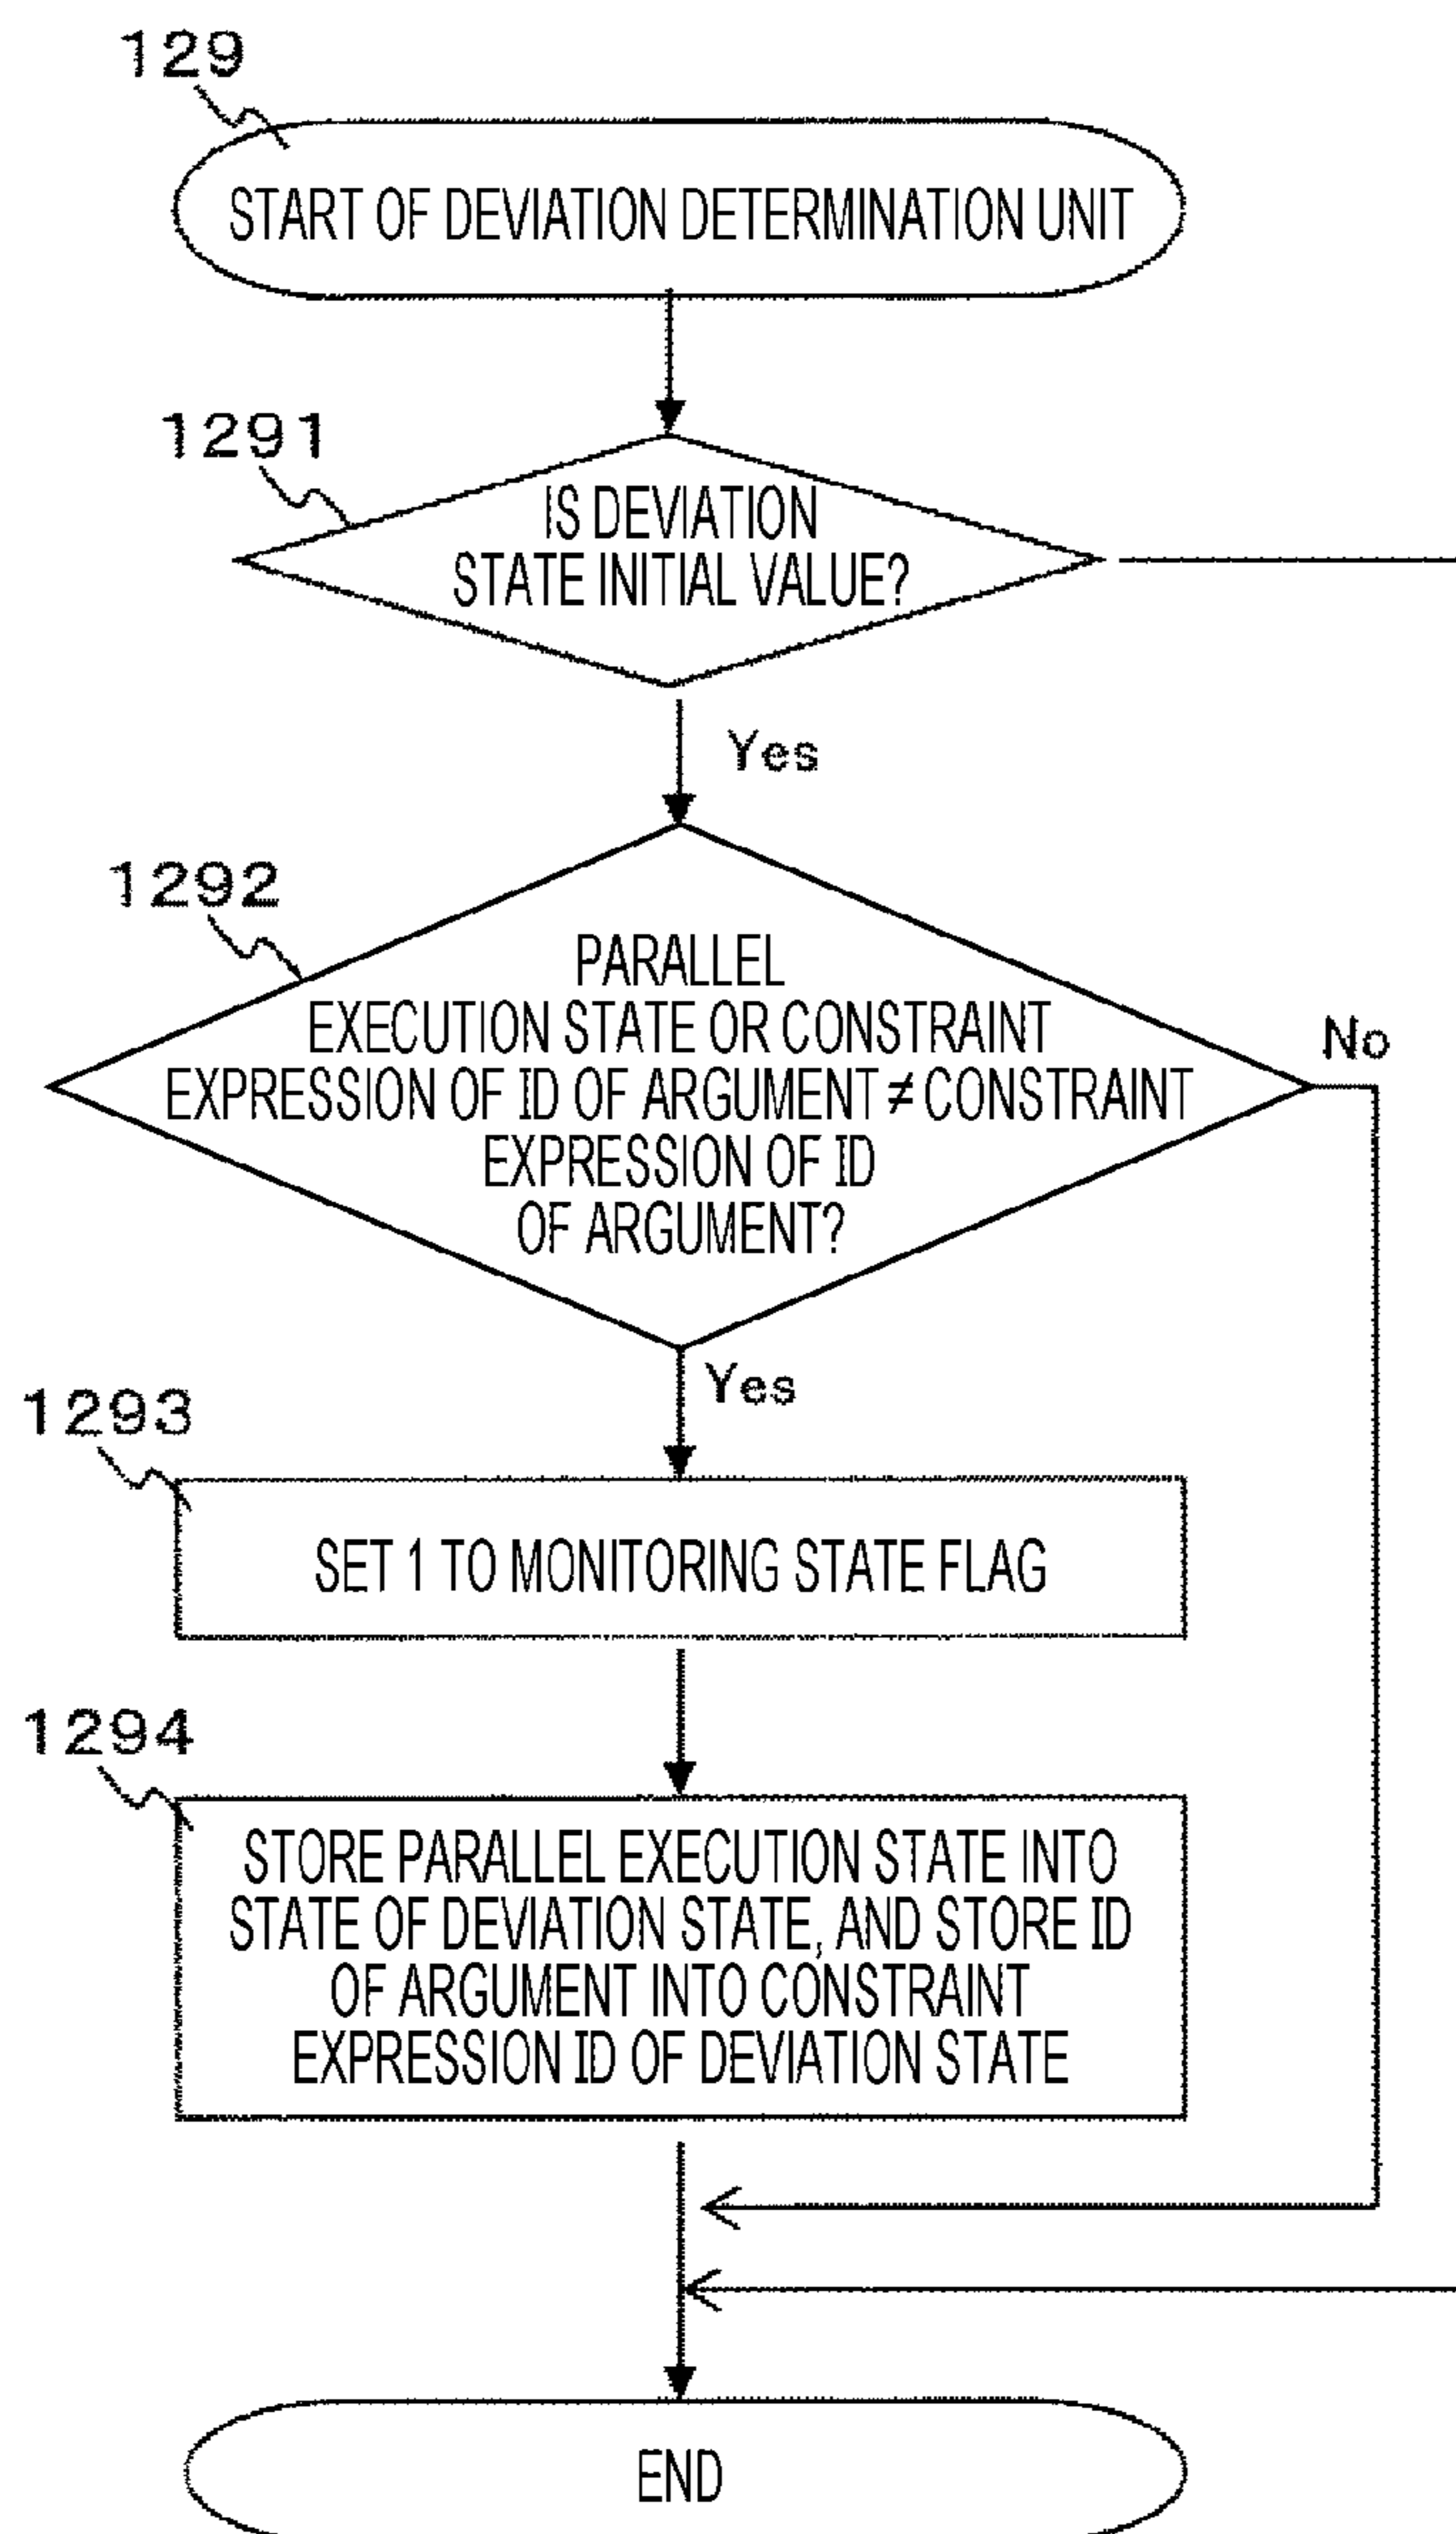 129
START OF DEVIATION DETERMINATION UNIT
1291
IS DEVIATION
STATE INITIAL VALUE?
Yes
1292
PARALLEL
EXECUTION STATE OR CONSTRAINT
EXPRESSION OF ID OF ARGUMENT ≠ CONSTRAINT
EXPRESSION OF ID
OF ARGUMENT?
No
Yes
1293
SET 1 TO MONITORING STATE FLAG
1294
STORE PARALLEL EXECUTION STATE INTO
STATE OF DEVIATION STATE, AND STORE ID
OF ARGUMENT INTO CONSTRAINT
EXPRESSION ID OF DEVIATION STATE
END